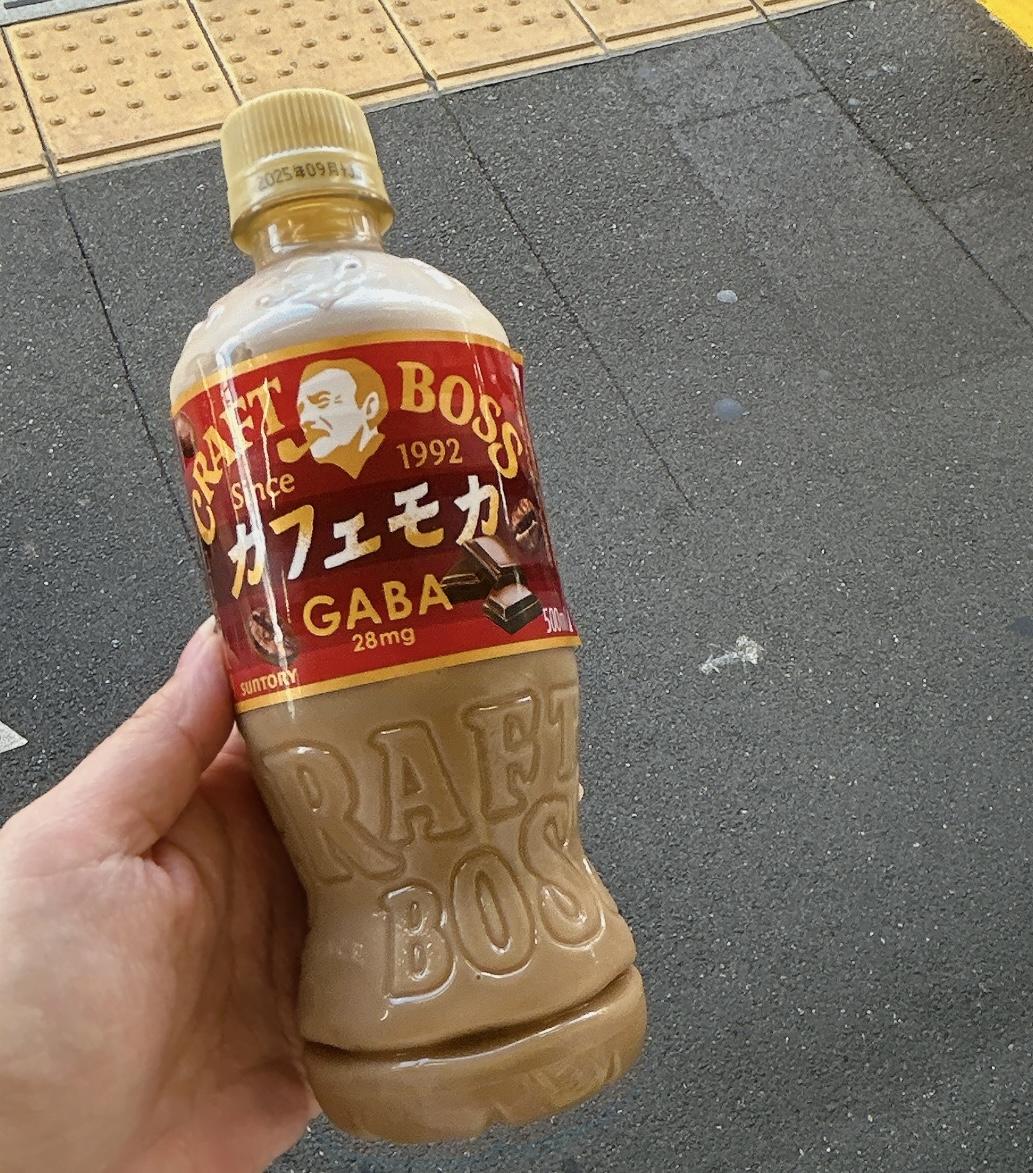 2025年09月
CRAFT BOSS
Since 1992
カフェモカ
GABA
28mg
500ml
SUNTORY
CRAFT
BOSS